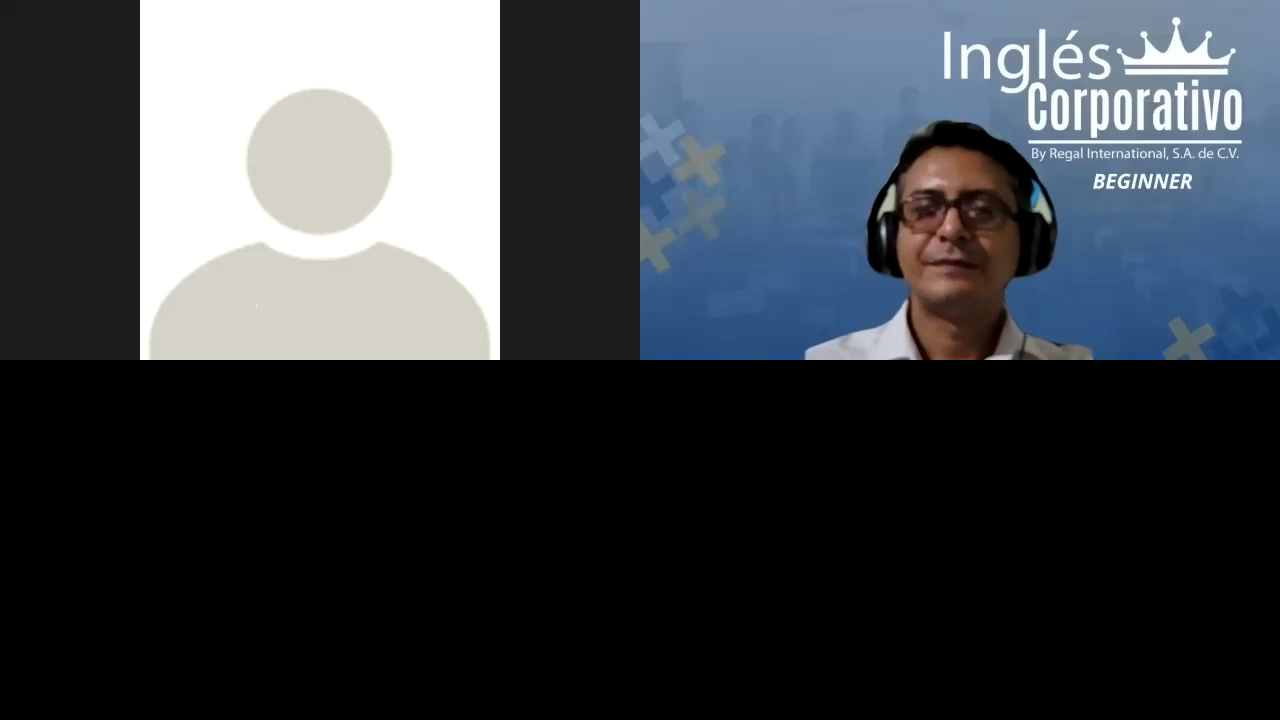 Inglés
Corporativo
By Regal International, S.A. de C.V.
BEGINNER